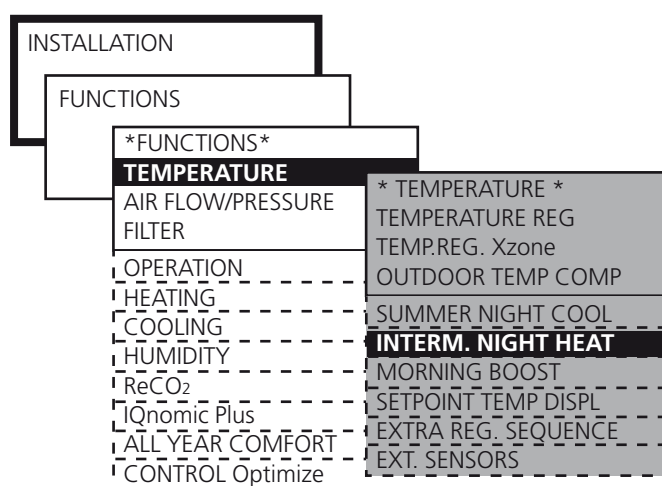 INSTALLATION
FUNCTIONS
*FUNCTIONS*
TEMPERATURE
AIR FLOW/PRESSURE
FILTER
OPERATION
HEATING
COOLING
HUMIDITY
ReCO2
IQnomic Plus
ALL YEAR COMFORT
CONTROL Optimize
* TEMPERATURE *
TEMPERATURE REG
TEMP.REG. Xzone
OUTDOOR TEMP COMP
SUMMER NIGHT COOL
INTERM. NIGHT HEAT
MORNING BOOST
SETPOINT TEMP DISPL
EXTRA REG. SEQUENCE
EXT. SENSORS